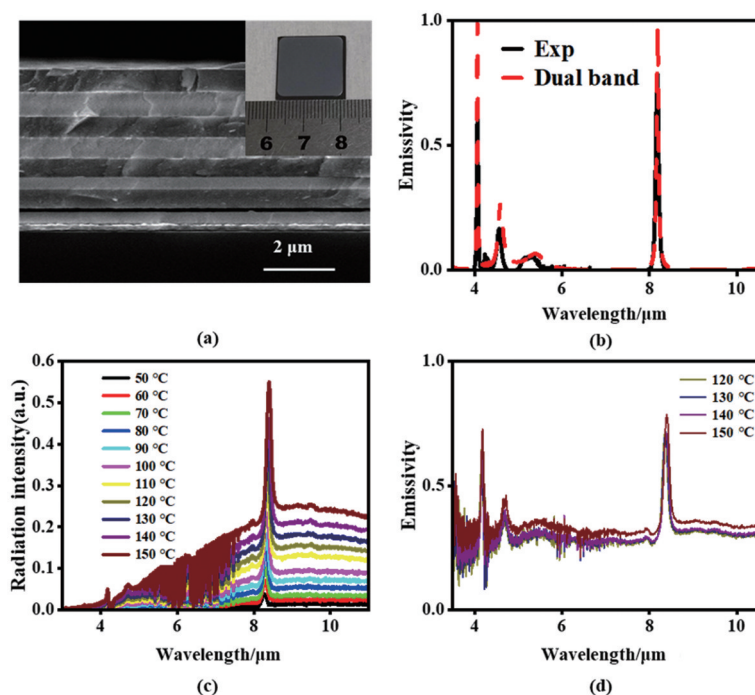 6 7 8
2 μm
(a)
1.0
0.5
0.0
Emissivity
Exp
Dual band
4 6 8 10
Wavelength/μm
(b)
0.6
0.5
0.4
0.3
0.2
0.1
0.0
Radiation intensity(a.u.)
50 °C
60 °C
70 °C
80 °C
90 °C
100 °C
110 °C
120 °C
130 °C
140 °C
150 °C
4 6 8 10
Wavelength/μm
(c)
1.0
0.5
0.0
Emissivity
120 °C
130 °C
140 °C
150 °C
4 6 8 10
Wavelength/μm
(d)